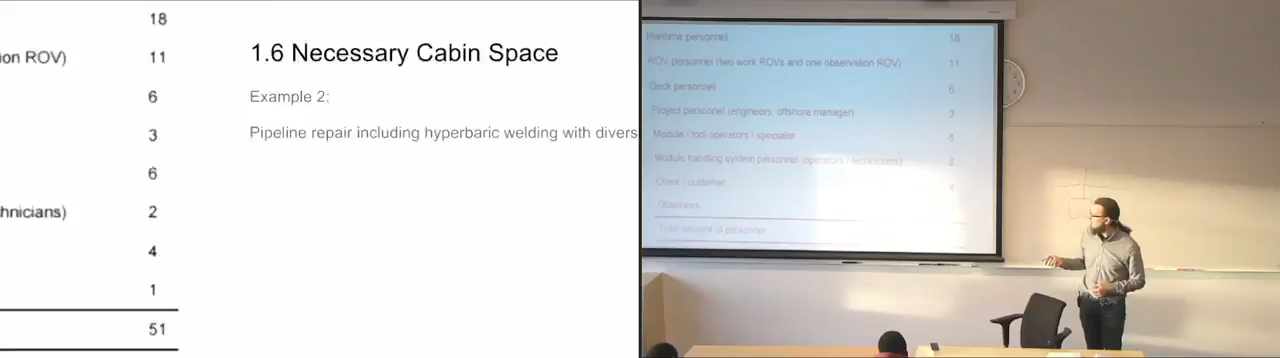 18
ion ROV) 11
6
3
6
hnicians) 2
4
1
51
1.6 Necessary Cabin Space
Example 2:
Pipeline repair including hyperbaric welding with divers
Maritime personnel 18
ROV personnel (two work ROVs and one observation ROV) 11
Deck personnel 6
Project personnel (engineers, offshore manager) 3
Module / tool operators / specialist 6
Module handling system personnel (operators / technicians) 2
Client / customer 4
Observers
Total amount of personnel